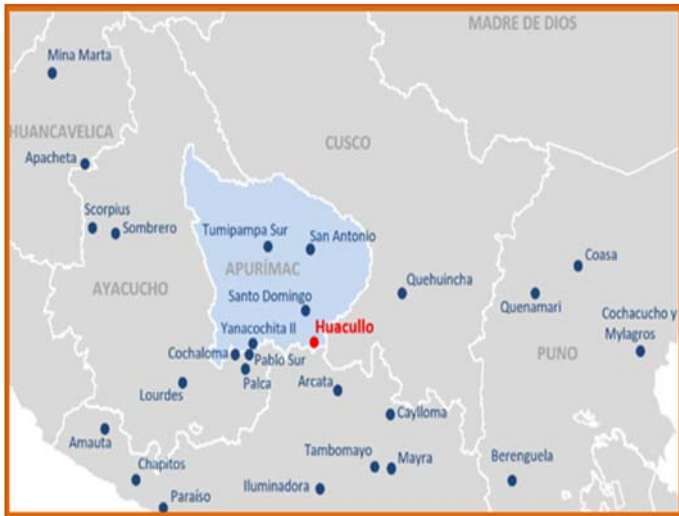 MADRE DE DIOS
Mina Marta
HUANCAVELICA
CUSCO
Apacheta
Scorpius
Sombrero
Tumipampa Sur
San Antonio
APURÍMAC
Coasa
AYACUCHO
Quehuincha
Quenamari
Santo Domingo
Cochacucho y
Mylagros
Huacullo
Yanacochita II
Cochaloma
Pablo Sur
PUNO
Palca
Arcata
Lourdes
Caylloma
Amauta
Tambomayo
Mayra
Berenguela
Chapitos
Iluminadora
Paraíso